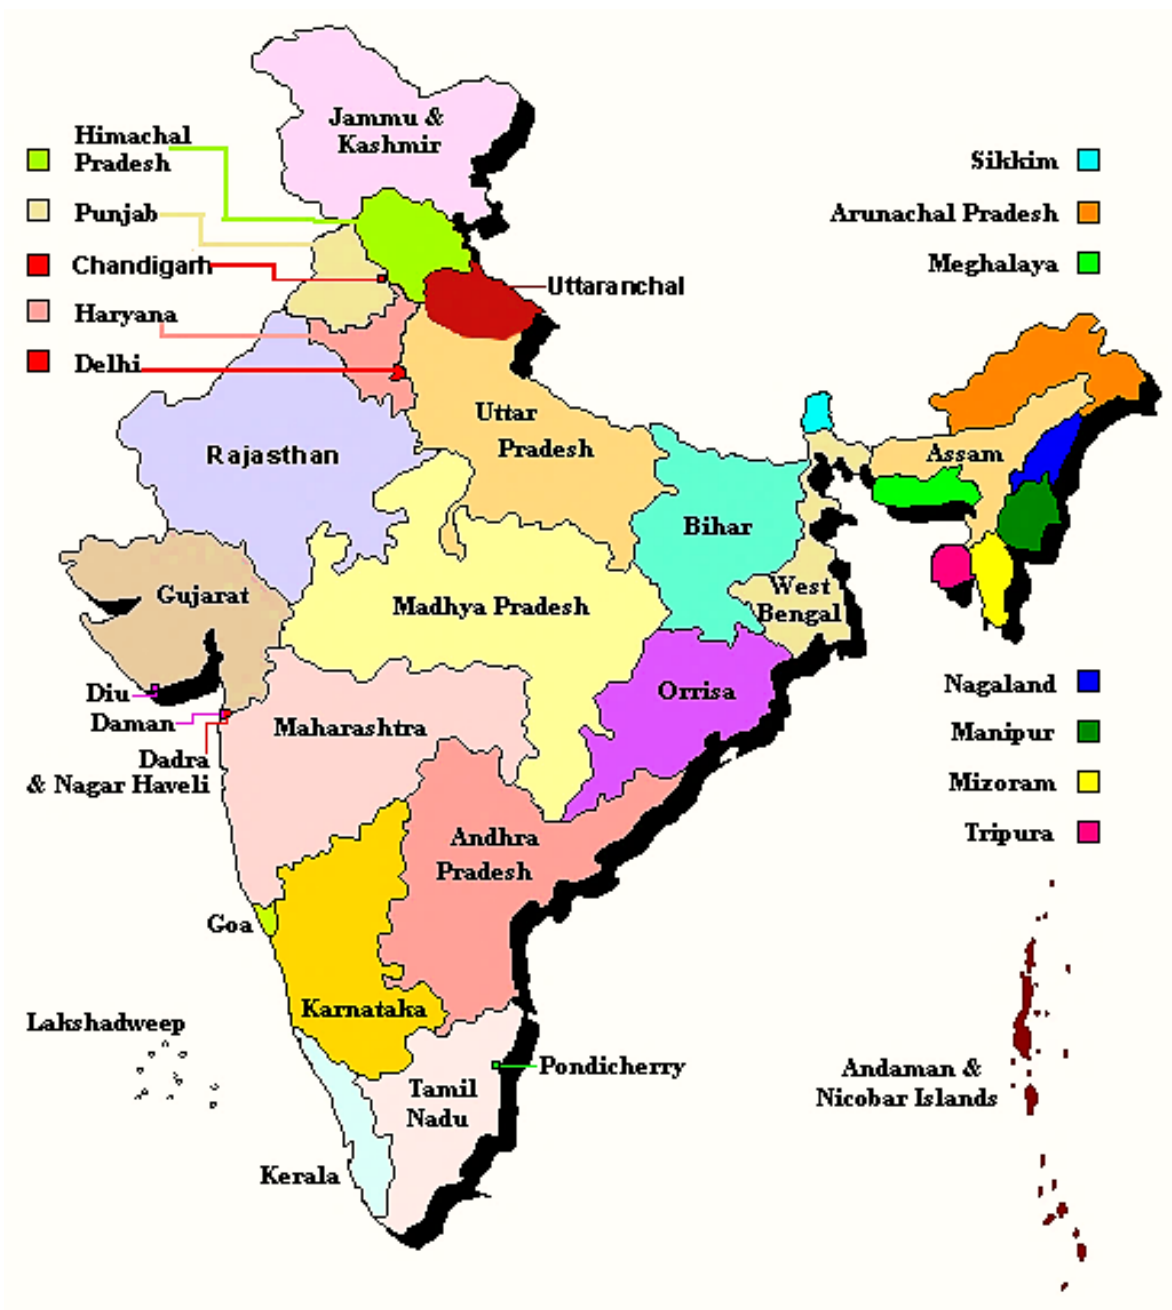 Jammu &
Kashmir
Himachal
Pradesh
Punjab
Chandigarh
Haryana
Delhi
Sikkim
Arunachal Pradesh
Meghalaya
Uttaranchal
Uttar
Pradesh
Rajasthan
Assam
Bihar
Gujarat
Madhya Pradesh
West
Bengal
Diu
Daman
Dadra
& Nagar Haveli
Maharashtra
Orrisa
Nagaland
Manipur
Mizoram
Tripura
Andhra
Pradesh
Goa
Karnataka
Lakshadweep
Pondicherry
Tamil
Nadu
Kerala
Andaman &
Nicobar Islands